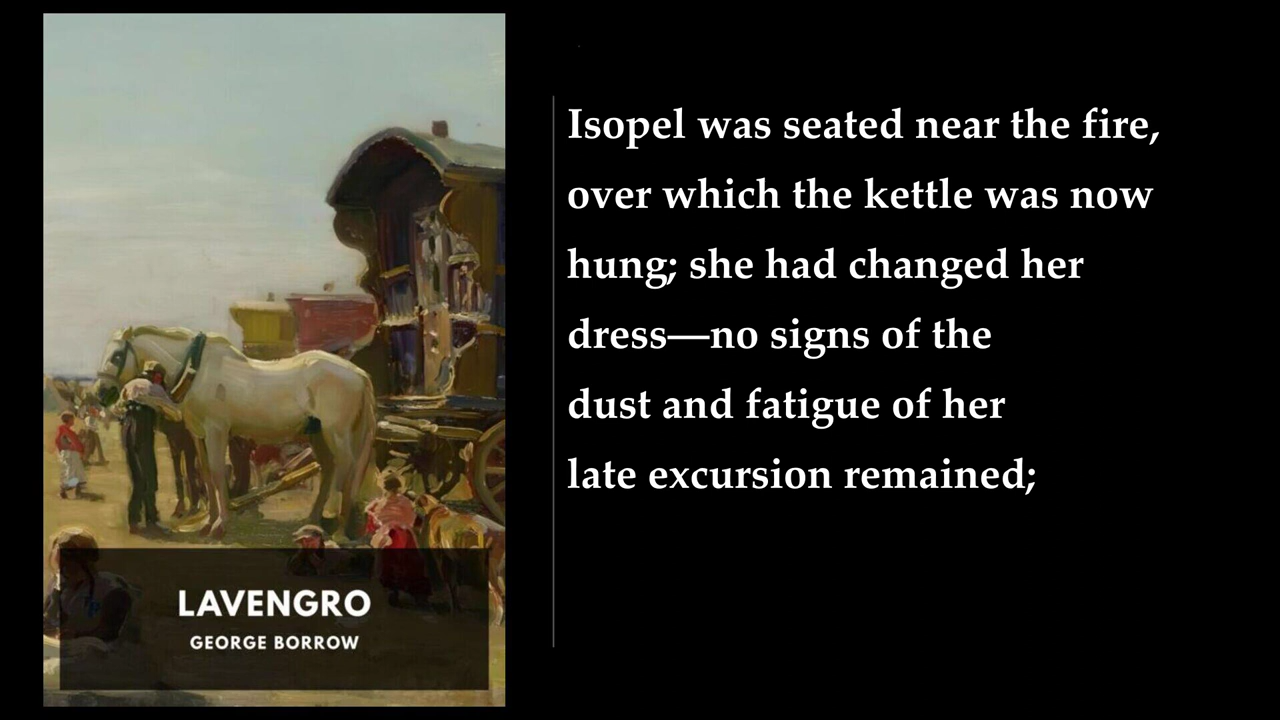 LAVENGRO
GEORGE BORROW
Isopel was seated near the fire,
over which the kettle was now
hung; she had changed her
dress—no signs of the
dust and fatigue of her
late excursion remained;